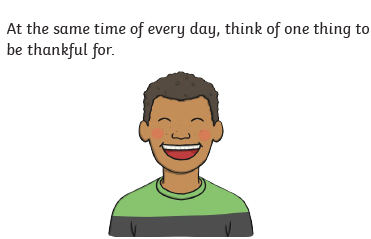 At the same time of every day, think of one thing to
be thankful for.